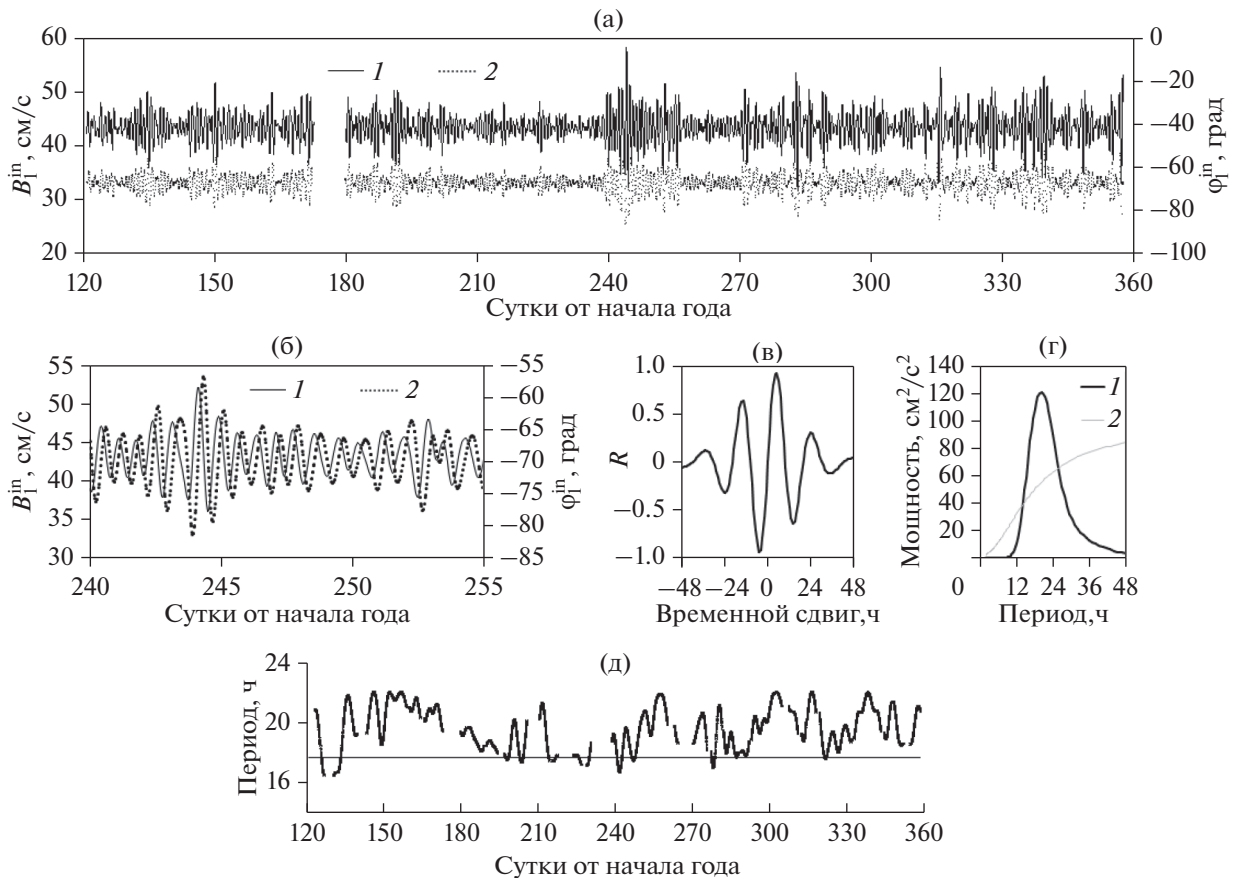 (а)
60
50
40
30
20
B₁ⁱⁿ, см/с
1
2
0
−20
−40
−60
−80
−100
φ₁ⁱⁿ, град
120 150 180 210 240 270 300 330 360
Сутки от начала года
(б)
55
50
45
40
35
30
B₁ⁱⁿ, см/с
1
2
−55
−60
−65
−70
−75
−80
−85
φ₁ⁱⁿ, град
240 245 250 255
Сутки от начала года
(в)
1.0
0.5
0
−0.5
−1.0
R
−48 −24 0 24 48
Временной сдвиг,ч
(г)
140
120
100
80
60
40
20
0
Мощность, см²/с²
1
2
12 24 36 48
Период,ч
(д)
24
20
16
Период, ч
120 150 180 210 240 270 300 330 360
Сутки от начала года